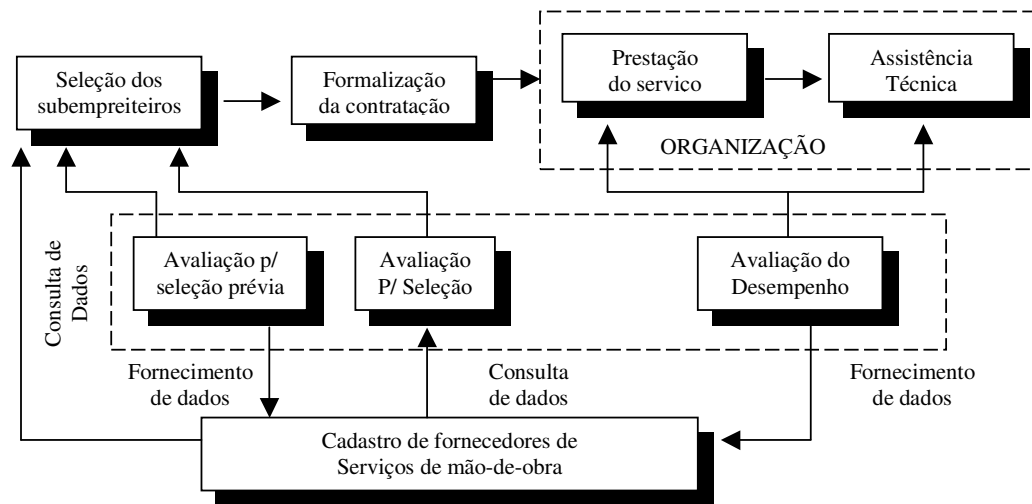 Seleção dos
subempreiteiros
Formalização
da contratação
Prestação
do servico
Assistência
Técnica
ORGANIZAÇÃO
Consulta de
Dados
Avaliação p/
seleção prévia
Avaliação
P/ Seleção
Avaliação do
Desempenho
Fornecimento
de dados
Consulta
de dados
Fornecimento
de dados
Cadastro de fornecedores de
Serviços de mão-de-obra